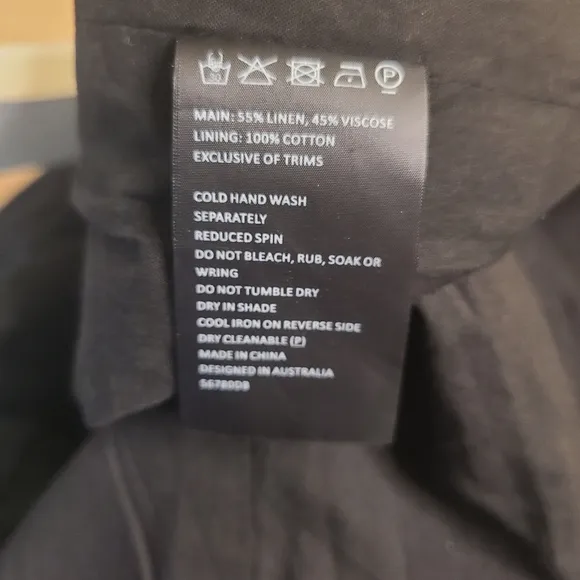 30
P
MAIN: 55% LINEN, 45% VISCOSE
LINING: 100% COTTON
EXCLUSIVE OF TRIMS
COLD HAND WASH
SEPARATELY
REDUCED SPIN
DO NOT BLEACH, RUB, SOAK OR
WRING
DO NOT TUMBLE DRY
DRY IN SHADE
COOL IRON ON REVERSE SIDE
DRY CLEANABLE (P)
MADE IN CHINA
DESIGNED IN AUSTRALIA